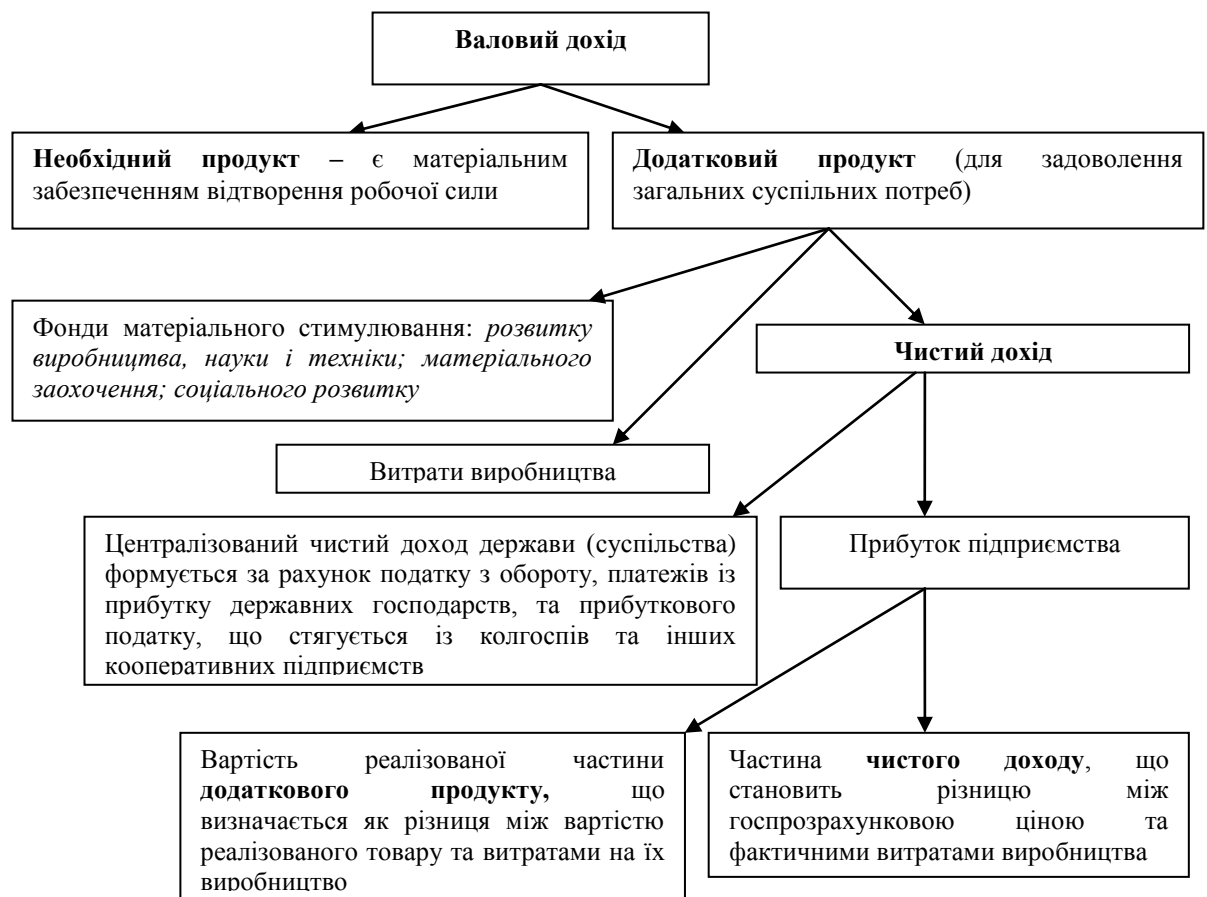 Валовий дохід
Необхідний продукт – є матеріальним
забезпеченням відтворення робочої сили
Додатковий продукт (для задоволення
загальних суспільних потреб)
Фонди матеріального стимулювання: розвитку
виробництва, науки і техніки; матеріального
заохочення; соціального розвитку
Чистий дохід
Витрати виробництва
Централізований чистий доход держави (суспільства)
формується за рахунок податку з обороту, платежів із
прибутку державних господарств, та прибуткового
податку, що стягується із колгоспів та інших
кооперативних підприємств
Прибуток підприємства
Вартість реалізованої частини
додаткового продукту, що
визначається як різниця між вартістю
реалізованого товару та витратами на їх
виробництво
Частина чистого доходу, що
становить різницю між
госпрозрахунковою ціною та
фактичними витратами виробництва